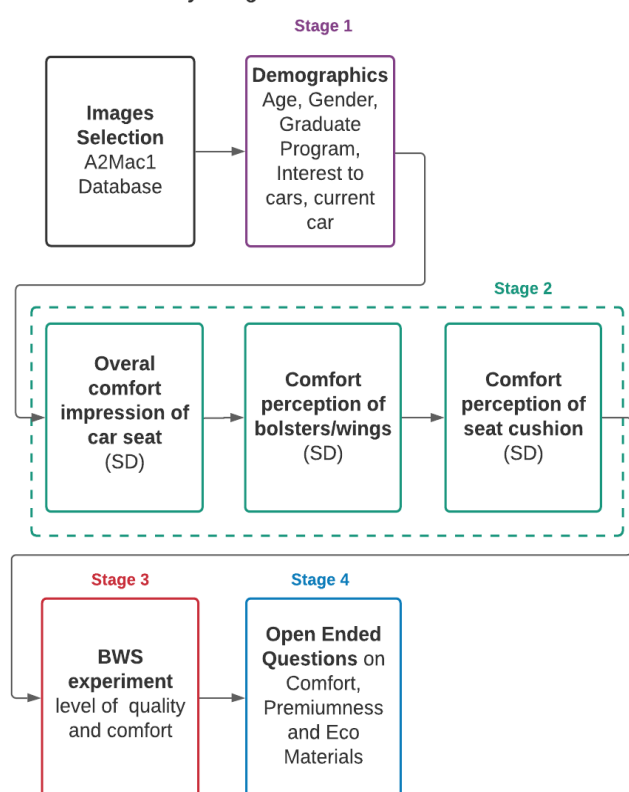 Stage 1
Images
Selection
A2Mac1
Database
Demographics
Age, Gender,
Graduate
Program,
Interest to
cars, current
car
Stage 2
Overal
comfort
impression of
car seat
(SD)
Comfort
perception of
bolsters/wings
(SD)
Comfort
perception of
seat cushion
(SD)
Stage 3
BWS
experiment
level of quality
and comfort
Stage 4
Open Ended
Questions on
Comfort,
Premiumness
and Eco
Materials